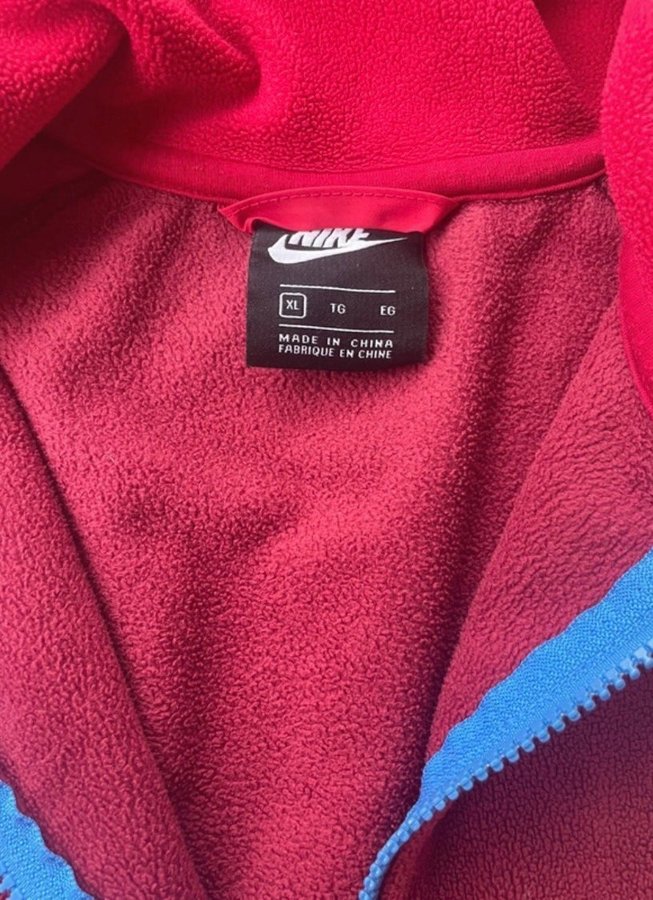 NIKE
XL TG EG
MADE IN CHINA
FABRIQUE EN CHINE